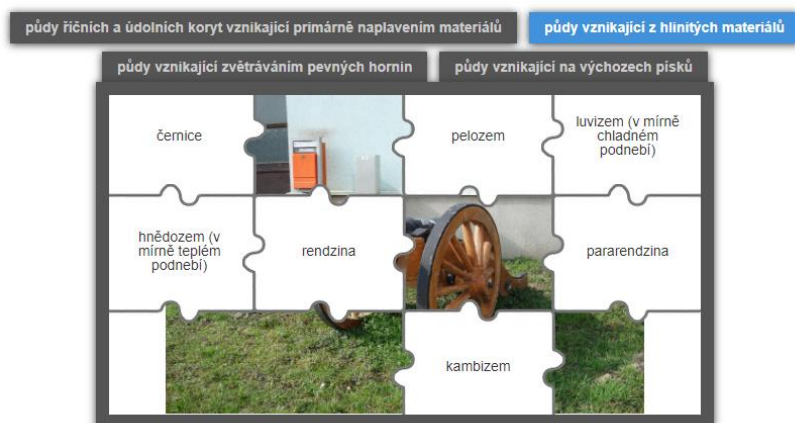 půdy říčních a údolních koryt vznikající primárně naplavením materiálů
půdy vznikající z hlinitých materiálů
půdy vznikající zvětráváním pevných hornin
půdy vznikající na výchozech písků
černice
pelozem
luvizem (v mírně
chladném
podnebí)
hnědozem (v
mírně teplém
podnebí)
rendzina
pararendzina
kambizem